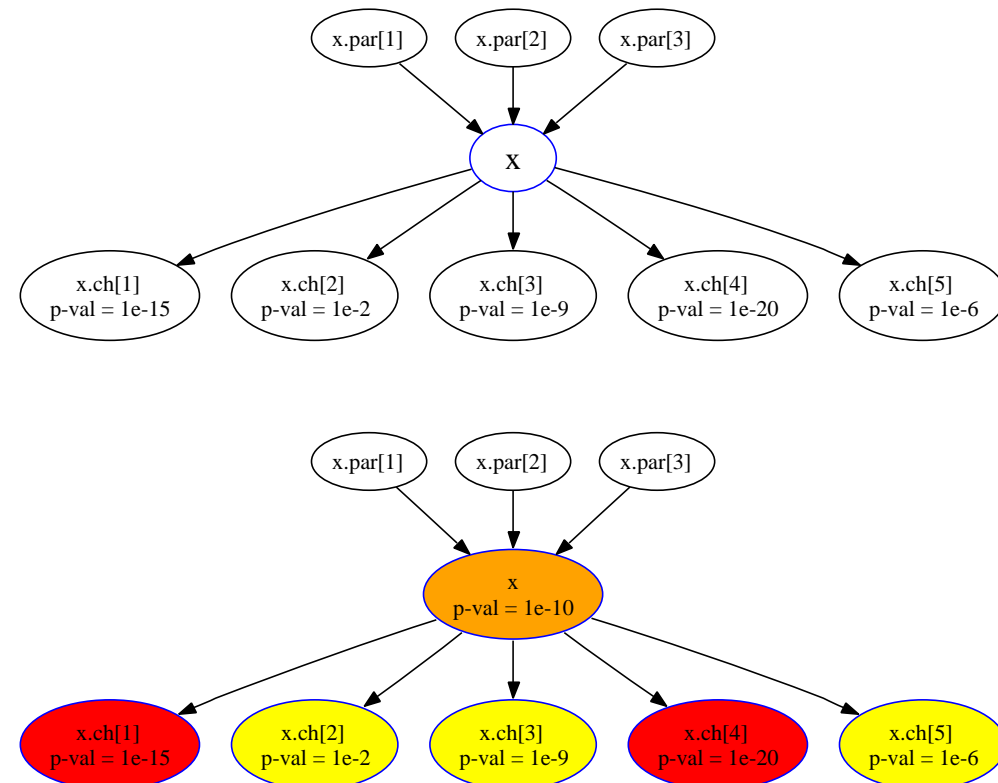 x.par[1] x.par[2] x.par[3]
x
x.ch[1] x.ch[2] x.ch[3] x.ch[4] x.ch[5]
p-val = 1e-15 p-val = 1e-2 p-val = 1e-9 p-val = 1e-20 p-val = 1e-6
x.par[1] x.par[2] x.par[3]
x
p-val = 1e-10
x.ch[1] x.ch[2] x.ch[3] x.ch[4] x.ch[5]
p-val = 1e-15 p-val = 1e-2 p-val = 1e-9 p-val = 1e-20 p-val = 1e-6